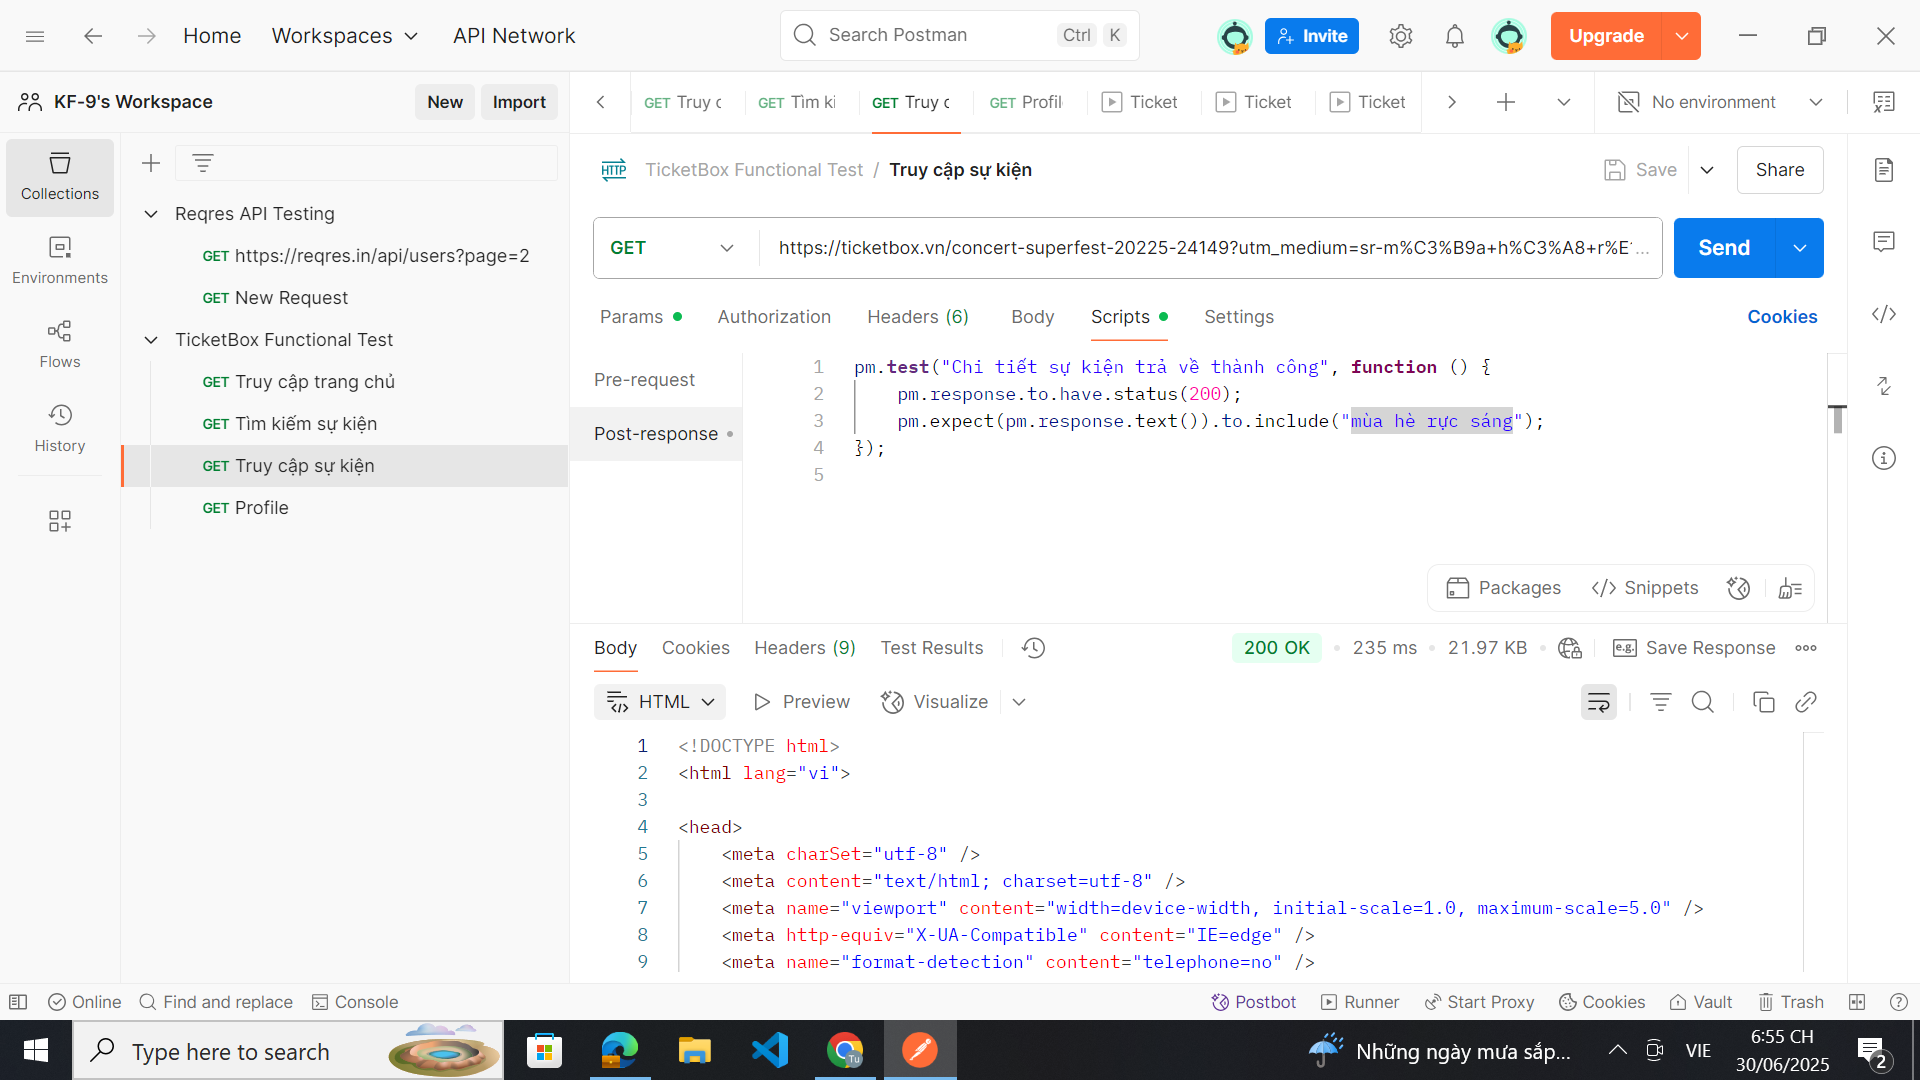 Home
Workspaces
API Network
Search Postman
Ctrl K
Invite
Upgrade
KF-9's Workspace
New
Import
GET Truy c
GET Tìm ki
GET Truy c
GET Profil
Ticket
Ticket
Ticket
No environment
Collections
Environments
Flows
History
Reqres API Testing
GET https://reqres.in/api/users?page=2
GET New Request
TicketBox Functional Test
GET Truy cập trang chủ
GET Tìm kiếm sự kiện
GET Truy cập sự kiện
GET Profile
HTTP
TicketBox Functional Test / Truy cập sự kiện
Save
Share
GET
https://ticketbox.vn/concert-superfest-20225-24149?utm_medium=sr-m%C3%B9a+h%C3%A8+r%E1...
Send
Params
Authorization
Headers (6)
Body
Scripts
Settings
Cookies
Pre-request
Post-response
1 pm.test("Chi tiết sự kiện trả về thành công", function () {
2 pm.response.to.have.status(200);
3 pm.expect(pm.response.text()).to.include("mùa hè rực sáng");
4 });
5
Packages
Snippets
Body
Cookies
Headers (9)
Test Results
200 OK
235 ms
21.97 KB
e.g.
Save Response
HTML
Preview
Visualize
1 <!DOCTYPE html>
2 <html lang="vi">
3
4 <head>
5 <meta charSet="utf-8" />
6 <meta content="text/html; charset=utf-8" />
7 <meta name="viewport" content="width=device-width, initial-scale=1.0, maximum-scale=5.0" />
8 <meta http-equiv="X-UA-Compatible" content="IE=edge" />
9 <meta name="format-detection" content="telephone=no" />
Online
Find and replace
Console
Postbot
Runner
Start Proxy
Cookies
Vault
Trash
Type here to search
Tu
Những ngày mưa sắp...
VIE
6:55 CH
30/06/2025
2